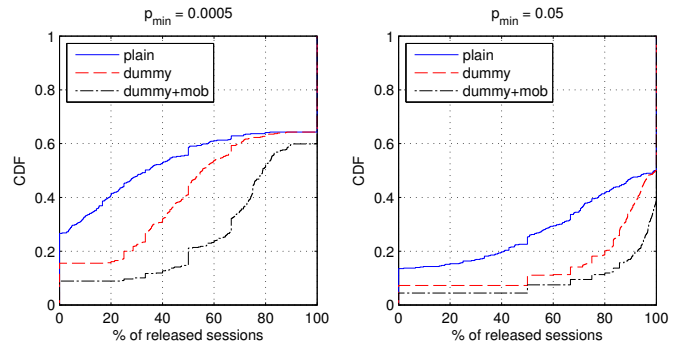 p_min = 0.0005
1
0.8
0.6
0.4
0.2
0
CDF
plain
dummy
dummy+mob
0 20 40 60 80 100
% of released sessions
p_min = 0.05
1
0.8
0.6
0.4
0.2
0
CDF
plain
dummy
dummy+mob
0 20 40 60 80 100
% of released sessions